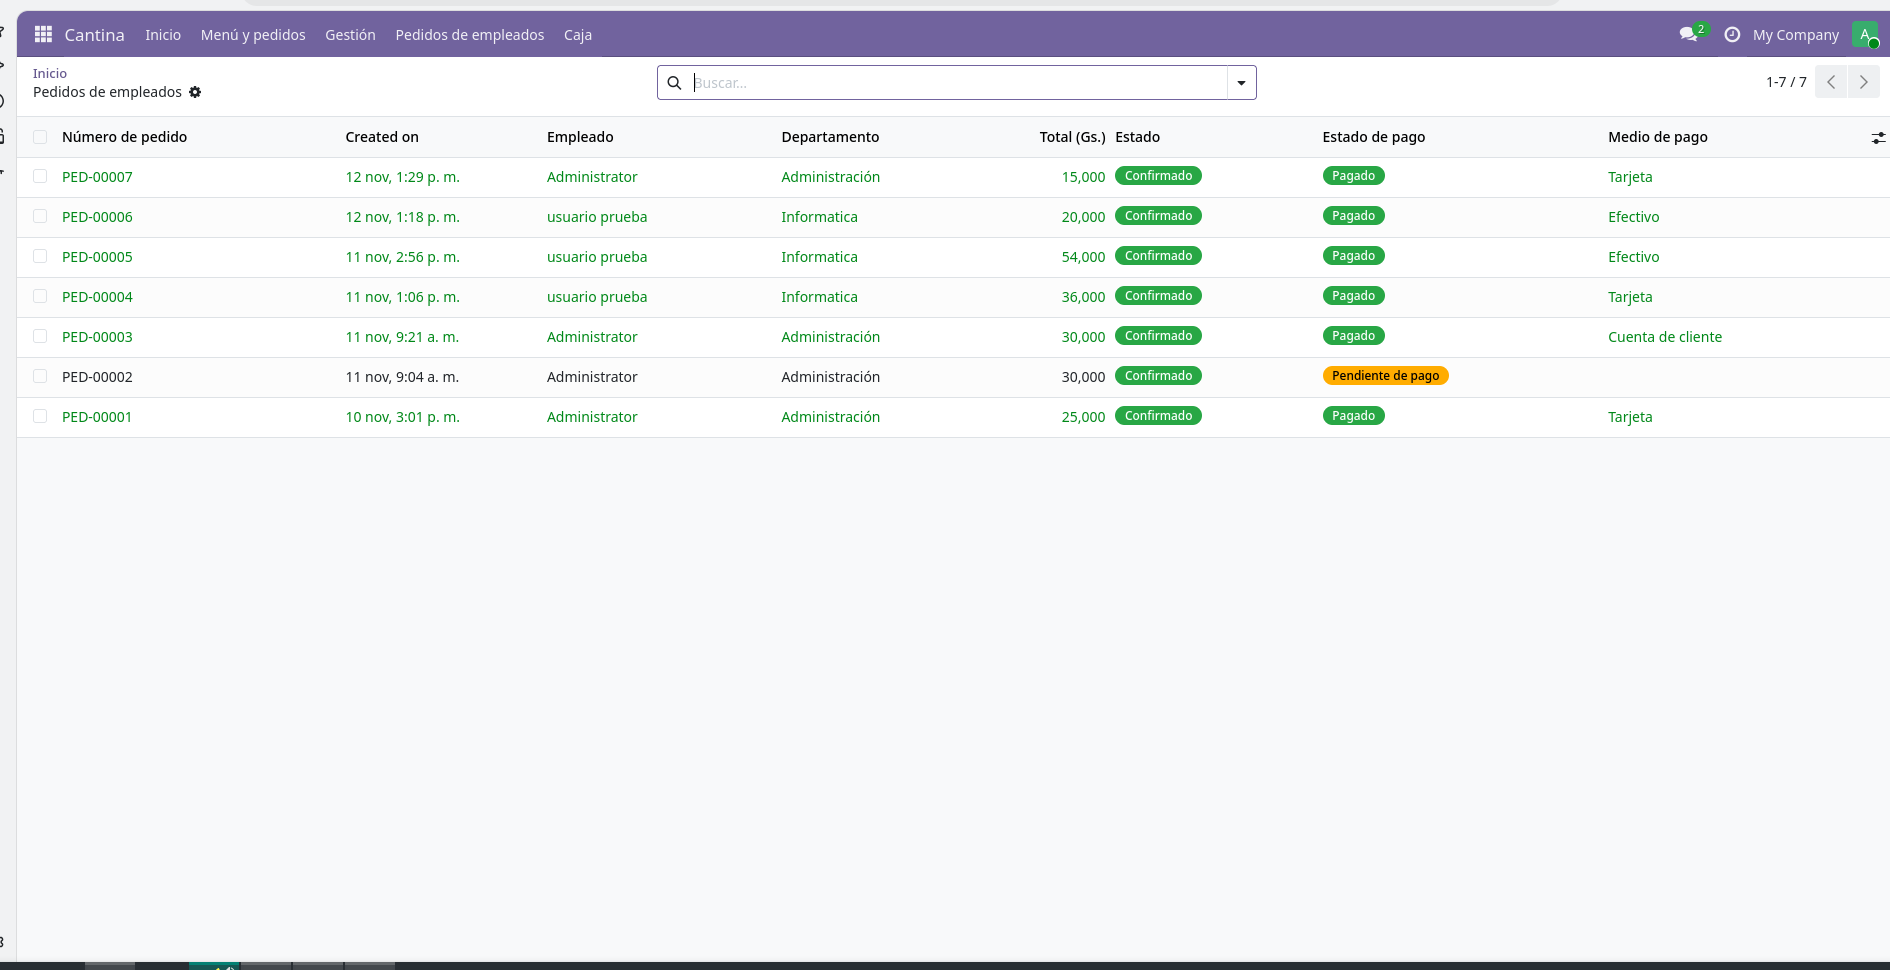 Cantina Inicio Menú y pedidos Gestión Pedidos de empleados Caja 2 My Company A
Inicio
Pedidos de empleados
Buscar...
1-7 / 7
Número de pedido Created on Empleado Departamento Total (Gs.) Estado Estado de pago Medio de pago
PED-00007 12 nov, 1:29 p. m. Administrator Administración 15,000 Confirmado Pagado Tarjeta
PED-00006 12 nov, 1:18 p. m. usuario prueba Informatica 20,000 Confirmado Pagado Efectivo
PED-00005 11 nov, 2:56 p. m. usuario prueba Informatica 54,000 Confirmado Pagado Efectivo
PED-00004 11 nov, 1:06 p. m. usuario prueba Informatica 36,000 Confirmado Pagado Tarjeta
PED-00003 11 nov, 9:21 a. m. Administrator Administración 30,000 Confirmado Pagado Cuenta de cliente
PED-00002 11 nov, 9:04 a. m. Administrator Administración 30,000 Confirmado Pendiente de pago
PED-00001 10 nov, 3:01 p. m. Administrator Administración 25,000 Confirmado Pagado Tarjeta